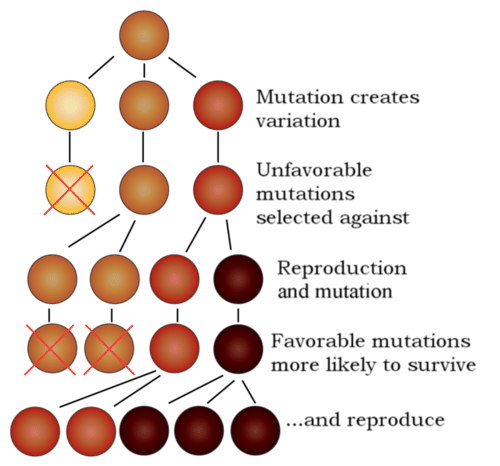 Mutation creates
variation
Unfavorable
mutations
selected against
Reproduction
and mutation
Favorable mutations
more likely to survive
...and reproduce